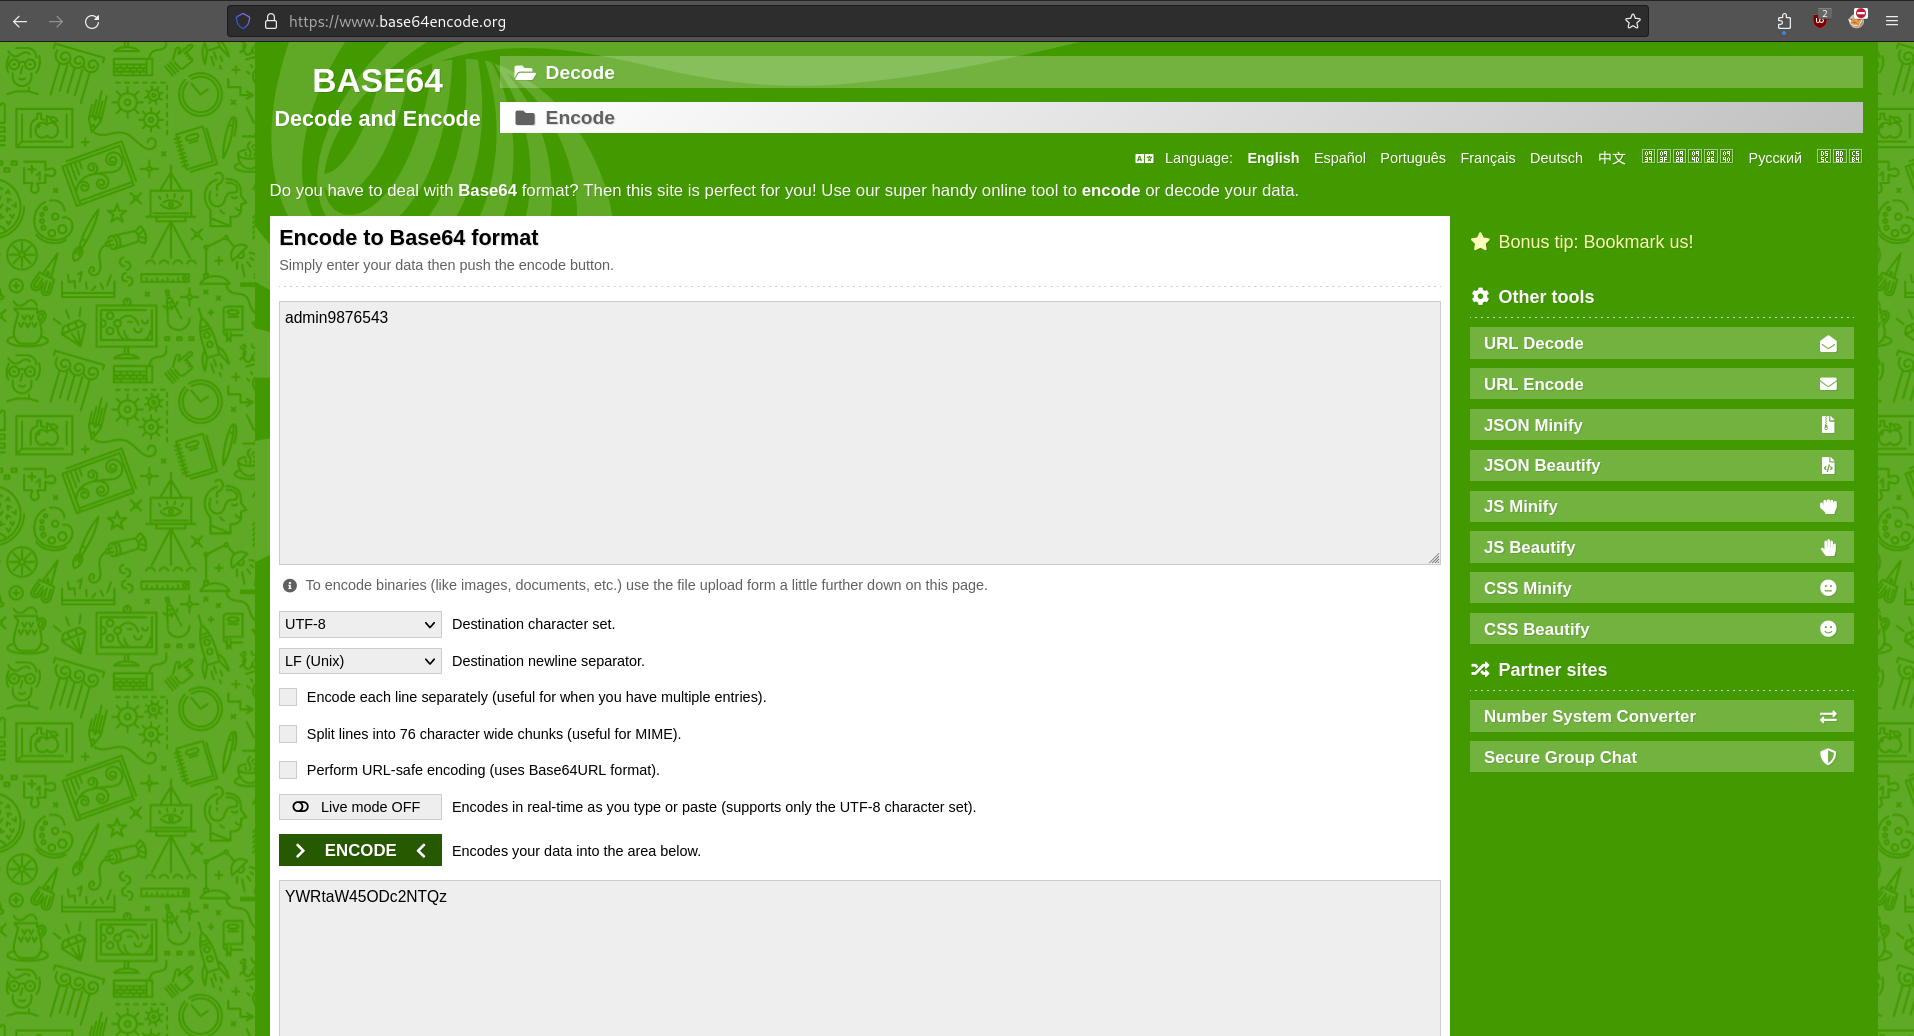 https://www.base64encode.org
2
BASE64
Decode and Encode
Decode
Encode
Language: English Español Português Français Deutsch 中文 Русский
Do you have to deal with Base64 format? Then this site is perfect for you! Use our super handy online tool to encode or decode your data.
Encode to Base64 format
Simply enter your data then push the encode button.
admin9876543
To encode binaries (like images, documents, etc.) use the file upload form a little further down on this page.
UTF-8 Destination character set.
LF (Unix) Destination newline separator.
Encode each line separately (useful for when you have multiple entries).
Split lines into 76 character wide chunks (useful for MIME).
Perform URL-safe encoding (uses Base64URL format).
Live mode OFF Encodes in real-time as you type or paste (supports only the UTF-8 character set).
ENCODE Encodes your data into the area below.
YWRtaW45ODc2NTQz
Bonus tip: Bookmark us!
Other tools
URL Decode
URL Encode
JSON Minify
JSON Beautify
JS Minify
JS Beautify
CSS Minify
CSS Beautify
Partner sites
Number System Converter
Secure Group Chat